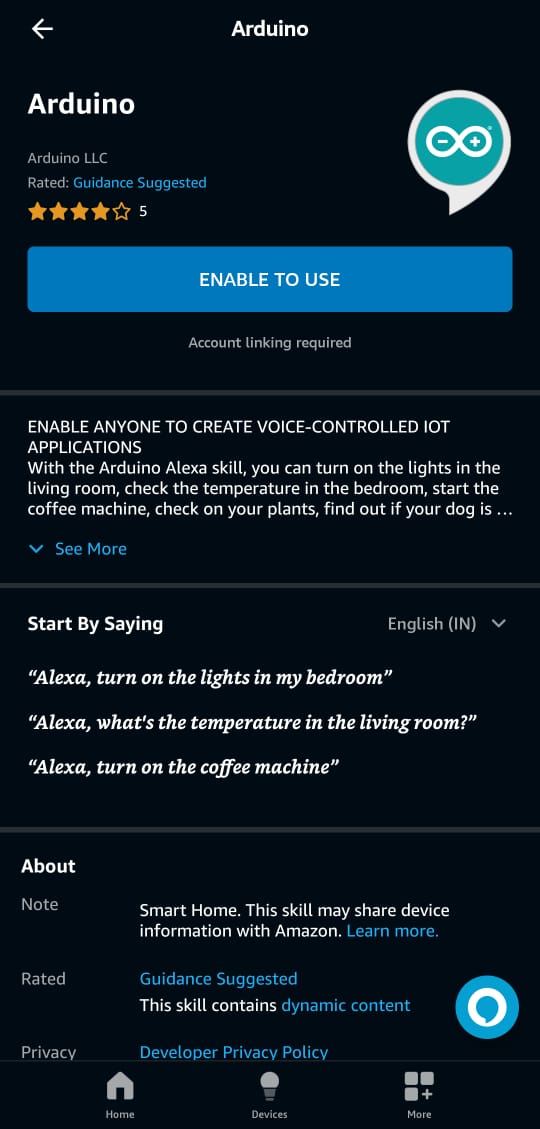 Arduino
Arduino
Arduino LLC
Rated: Guidance Suggested
5
ENABLE TO USE
Account linking required
ENABLE ANYONE TO CREATE VOICE-CONTROLLED IOT
APPLICATIONS
With the Arduino Alexa skill, you can turn on the lights in the
living room, check the temperature in the bedroom, start the
coffee machine, check on your plants, find out if your dog is ...
See More
Start By Saying
English (IN)
“Alexa, turn on the lights in my bedroom”
“Alexa, what's the temperature in the living room?”
“Alexa, turn on the coffee machine”
About
Note
Smart Home. This skill may share device
information with Amazon. Learn more.
Rated
Guidance Suggested
This skill contains dynamic content
Privacy
Developer Privacy Policy
Home
Devices
More